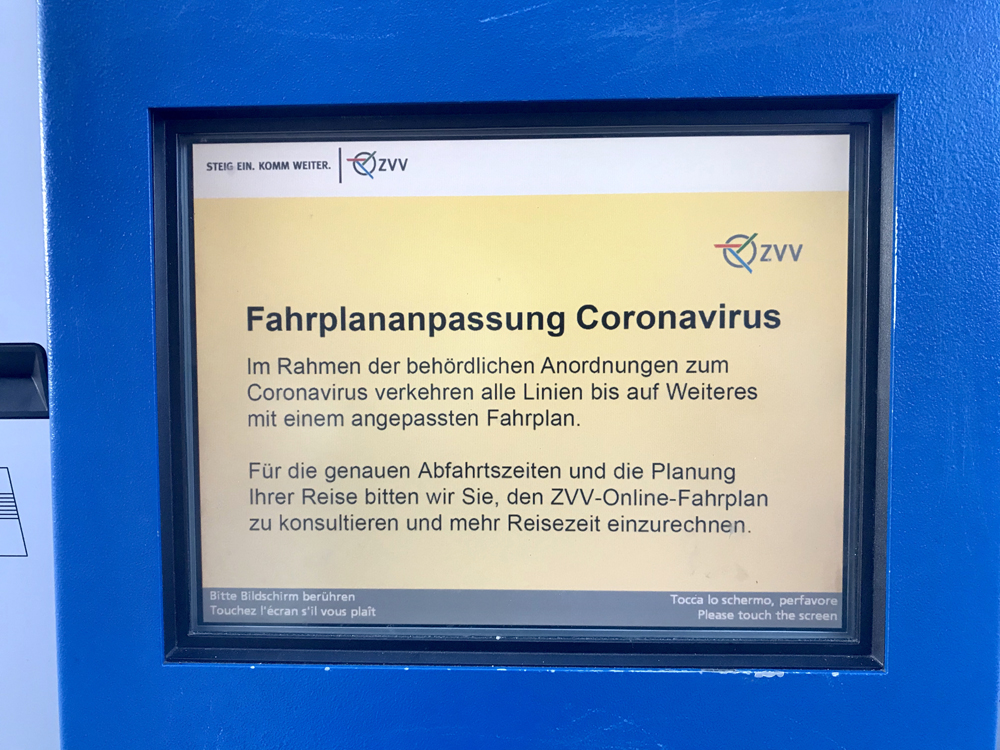 STEIG EIN. KOMM WEITER. ZVV
ZVV
Fahrplananpassung Coronavirus
Im Rahmen der behördlichen Anordnungen zum
Coronavirus verkehren alle Linien bis auf Weiteres
mit einem angepassten Fahrplan.
Für die genauen Abfahrtszeiten und die Planung
Ihrer Reise bitten wir Sie, den ZVV-Online-Fahrplan
zu konsultieren und mehr Reisezeit einzurechnen.
Bitte Bildschirm berühren
Touchez l'écran s'il vous plaît
Tocca lo schermo, perfavore
Please touch the screen